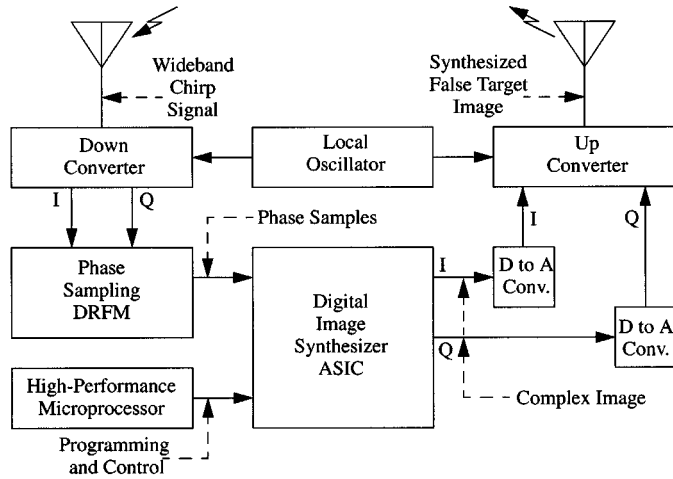 Wideband
Chirp
Signal
Synthesized
False Target
Image
Down
Converter
Local
Oscillator
Up
Converter
I
Q
I
Q
Phase Samples
Phase
Sampling
DRFM
Digital
Image
Synthesizer
ASIC
I
Q
D to A
Conv.
D to A
Conv.
High-Performance
Microprocessor
Complex Image
Programming
and Control